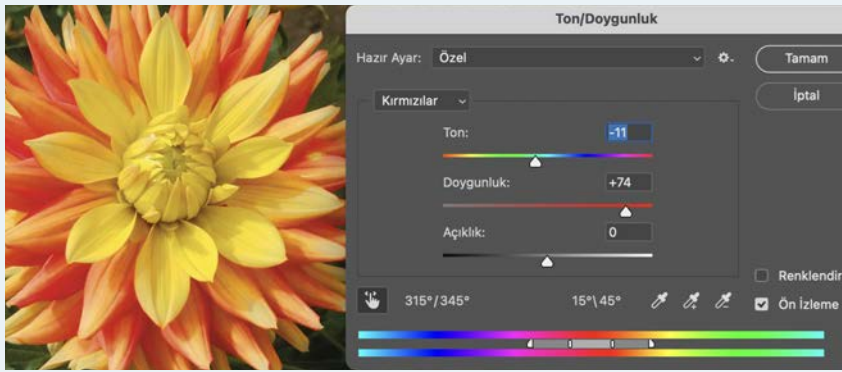 Ton/Doygunluk
Hazır Ayar: Özel
Tamam
İptal
Kırmızılar
Ton: -11
Doygunluk: +74
Açıklık: 0
315°/345° 15°\45°
Renklendir
Ön İzleme